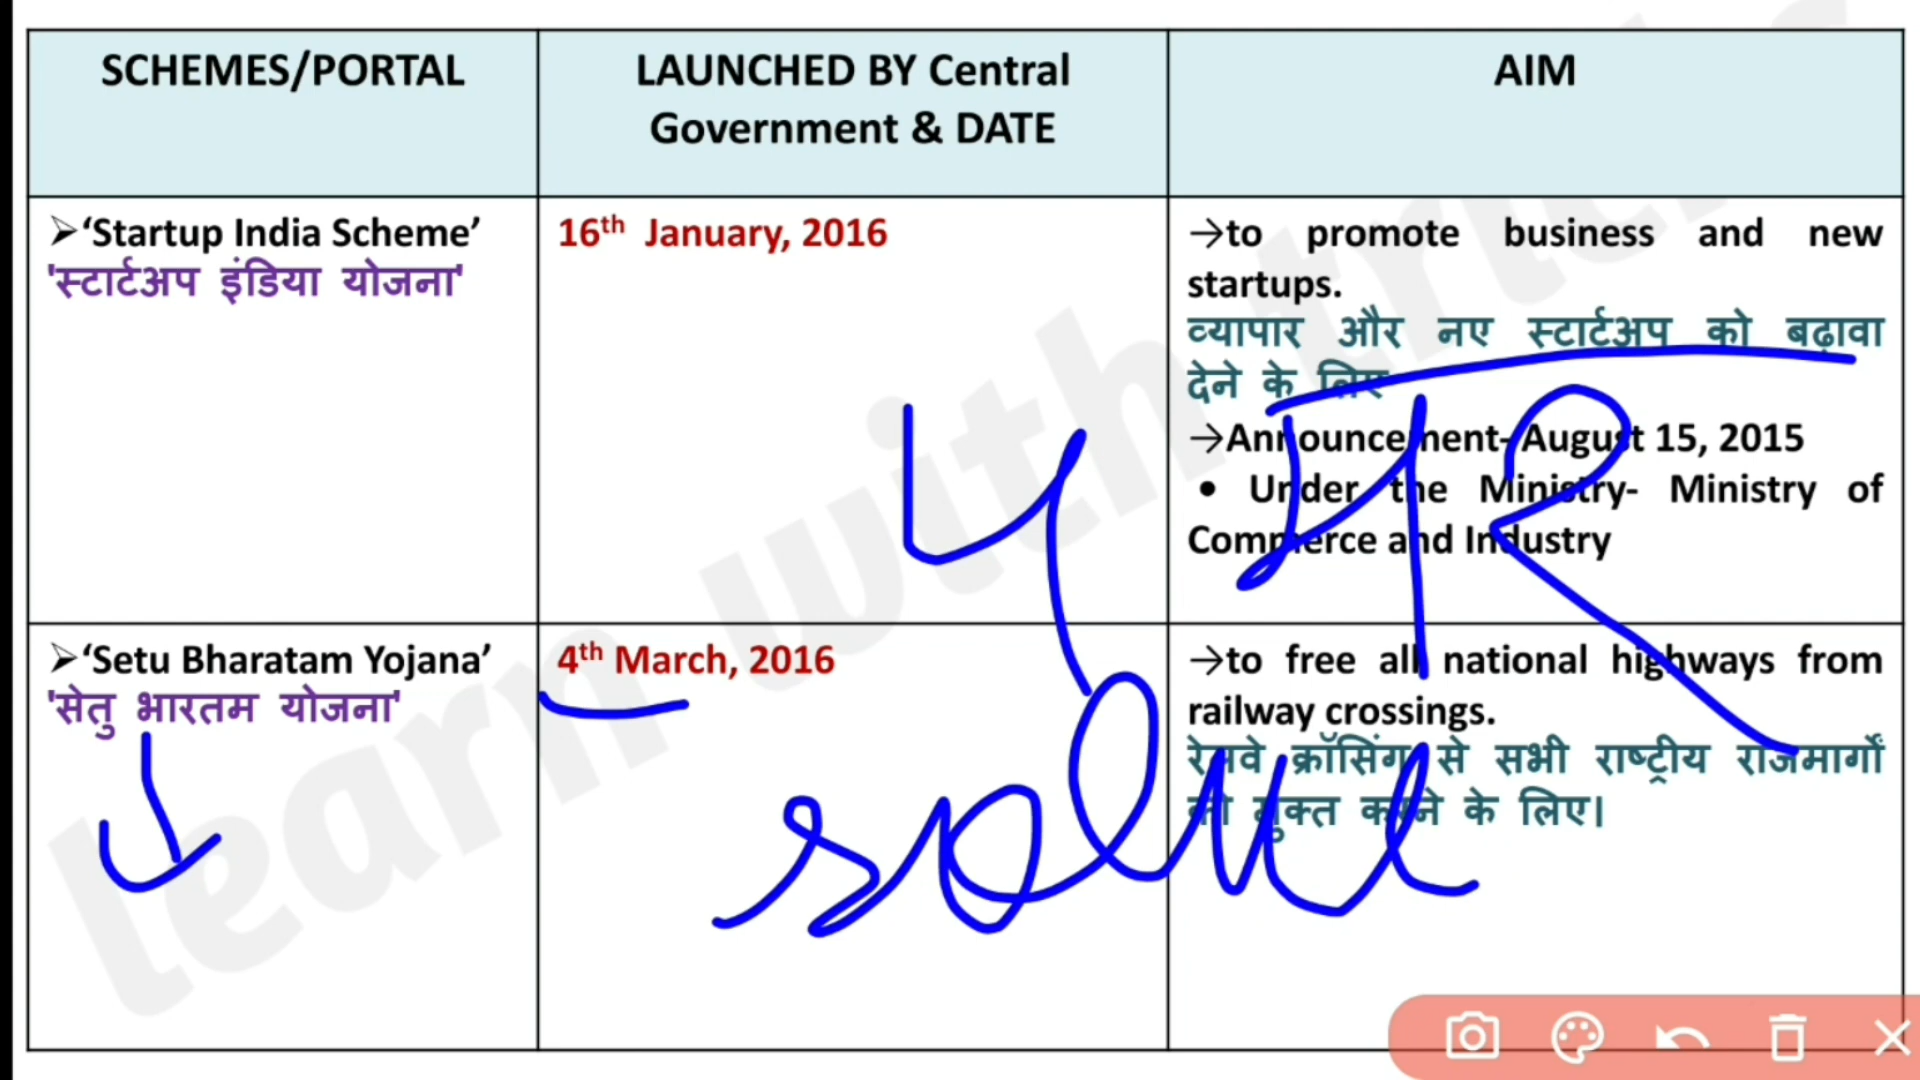 SCHEMES/PORTAL
LAUNCHED BY Central
Government & DATE
AIM
➢‘Startup India Scheme’
'स्टार्टअप इंडिया योजना'
16th January, 2016
→to promote business and new
startups.
व्यापार और नए स्टार्टअप को बढ़ावा
देने के लिए
→Announcement- August 15, 2015
• Under the Ministry- Ministry of
Commerce and Industry
➢‘Setu Bharatam Yojana’
'सेतु भारतम योजना'
4th March, 2016
→to free all national highways from
railway crossings.
रेलवे क्रॉसिंग से सभी राष्ट्रीय राजमार्गों
को मुक्त करने के लिए।
learn with